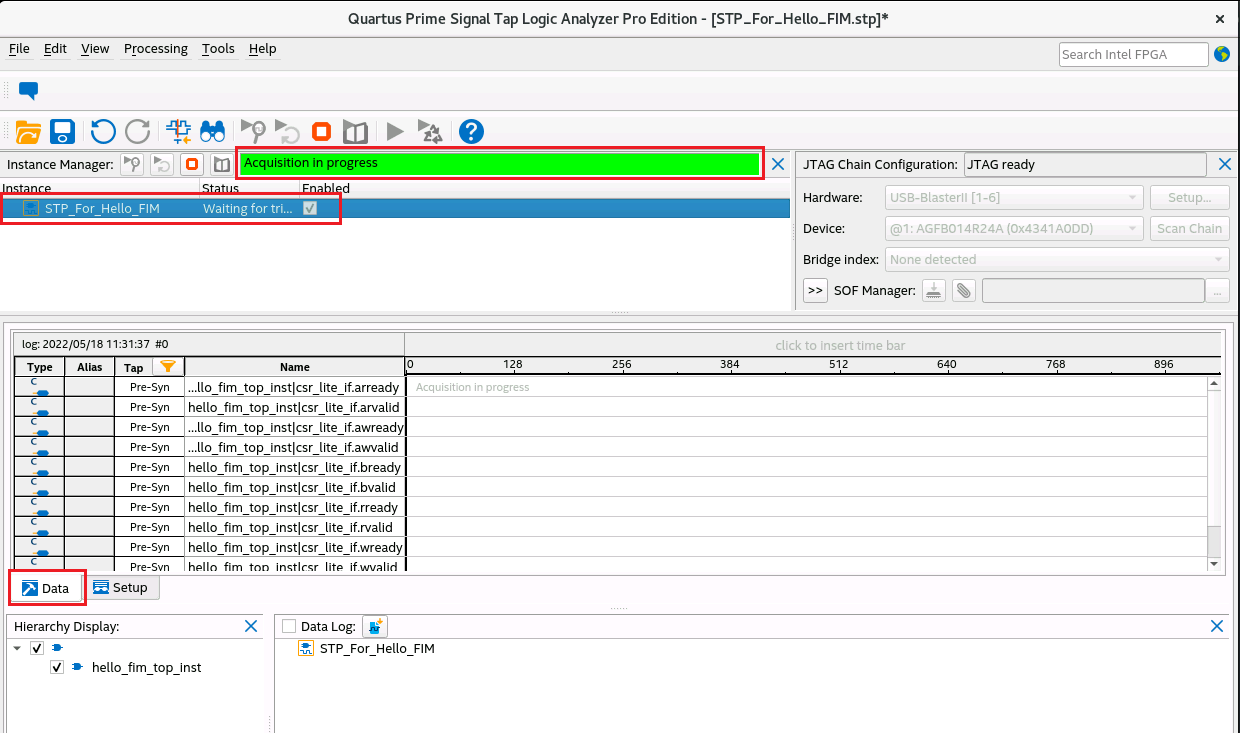 Quartus Prime Signal Tap Logic Analyzer Pro Edition - [STP_For_Hello_FIM.stp]*
File Edit View Processing Tools Help
Search Intel FPGA
Instance Manager: Acquisition in progress
JTAG Chain Configuration: JTAG ready
Instance Status Enabled
STP_For_Hello_FIM Waiting for tri...
Hardware: USB-BlasterII [1-6] Setup...
Device: @1: AGFB014R24A (0x4341A0DD) Scan Chain
Bridge index: None detected
>> SOF Manager: ...
log: 2022/05/18 11:31:37 #0 click to insert time bar
Type Alias Tap Name 0 128 256 384 512 640 768 896
C Pre-Syn ...llo_fim_top_inst|csr_lite_if.arready Acquisition in progress
C Pre-Syn hello_fim_top_inst|csr_lite_if.arvalid
C Pre-Syn ...llo_fim_top_inst|csr_lite_if.awready
C Pre-Syn ...llo_fim_top_inst|csr_lite_if.awvalid
C Pre-Syn hello_fim_top_inst|csr_lite_if.bready
C Pre-Syn hello_fim_top_inst|csr_lite_if.bvalid
C Pre-Syn hello_fim_top_inst|csr_lite_if.rready
C Pre-Syn hello_fim_top_inst|csr_lite_if.rvalid
C Pre-Syn hello_fim_top_inst|csr_lite_if.wready
C Pre-Syn hello_fim_top_inst|csr_lite_if.wvalid
Data Setup
Hierarchy Display:
hello_fim_top_inst
Data Log:
STP_For_Hello_FIM